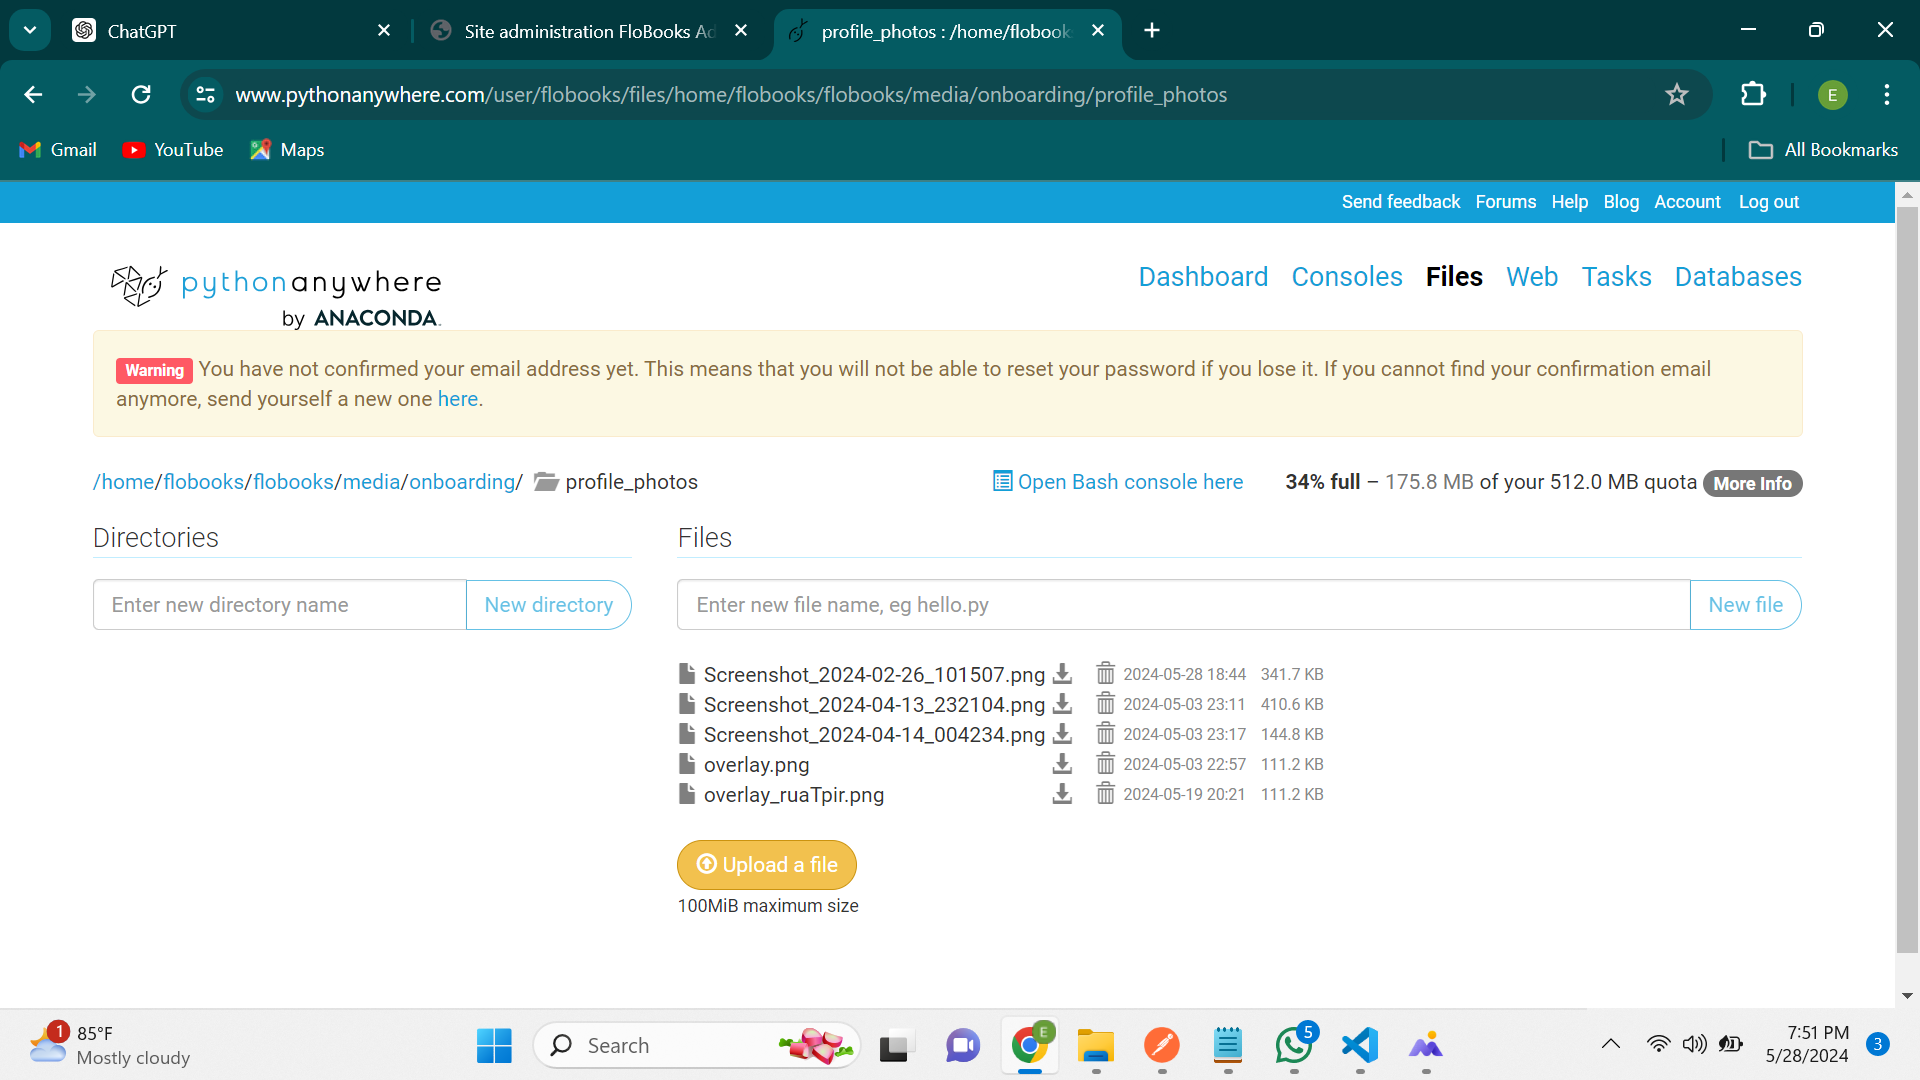 ChatGPT
Site administration FloBooks Ad
profile_photos : /home/flobook
www.pythonanywhere.com/user/flobooks/files/home/flobooks/flobooks/media/onboarding/profile_photos
E
Gmail
YouTube
Maps
All Bookmarks
Send feedback Forums Help Blog Account Log out
pythonanywhere
by ANACONDA.
Dashboard Consoles Files Web Tasks Databases
Warning You have not confirmed your email address yet. This means that you will not be able to reset your password if you lose it. If you cannot find your confirmation email
anymore, send yourself a new one here.
/home/flobooks/flobooks/media/onboarding/ profile_photos
Open Bash console here
34% full – 175.8 MB of your 512.0 MB quota More Info
Directories
Enter new directory name New directory
Files
Enter new file name, eg hello.py New file
Screenshot_2024-02-26_101507.png 2024-05-28 18:44 341.7 KB
Screenshot_2024-04-13_232104.png 2024-05-03 23:11 410.6 KB
Screenshot_2024-04-14_004234.png 2024-05-03 23:17 144.8 KB
overlay.png 2024-05-03 22:57 111.2 KB
overlay_ruaTpir.png 2024-05-19 20:21 111.2 KB
Upload a file
100MiB maximum size
1
85°F
Mostly cloudy
Search
E
5
7:51 PM
5/28/2024
3